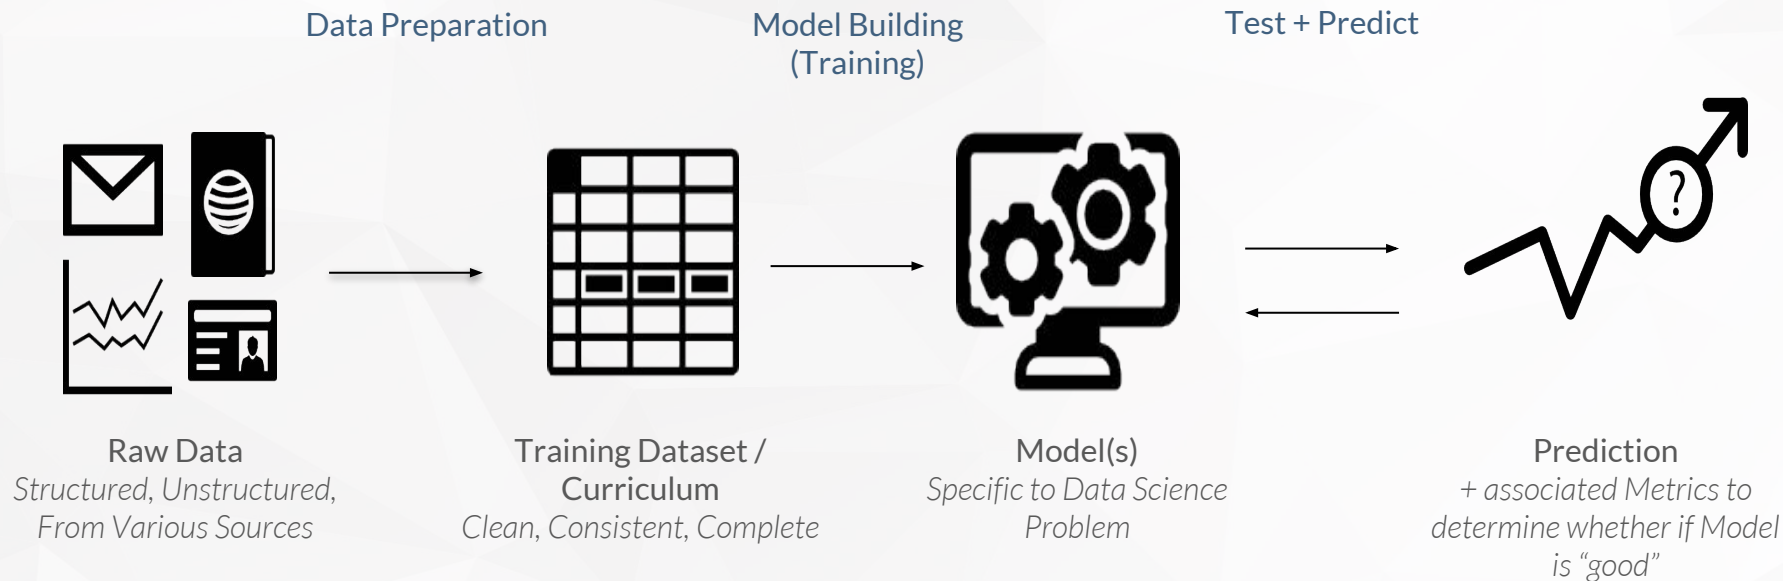 Data Preparation
Model Building
(Training)
Test + Predict
?
Raw Data
Structured, Unstructured,
From Various Sources
Training Dataset /
Curriculum
Clean, Consistent, Complete
Model(s)
Specific to Data Science
Problem
Prediction
+ associated Metrics to
determine whether if Model
is “good”